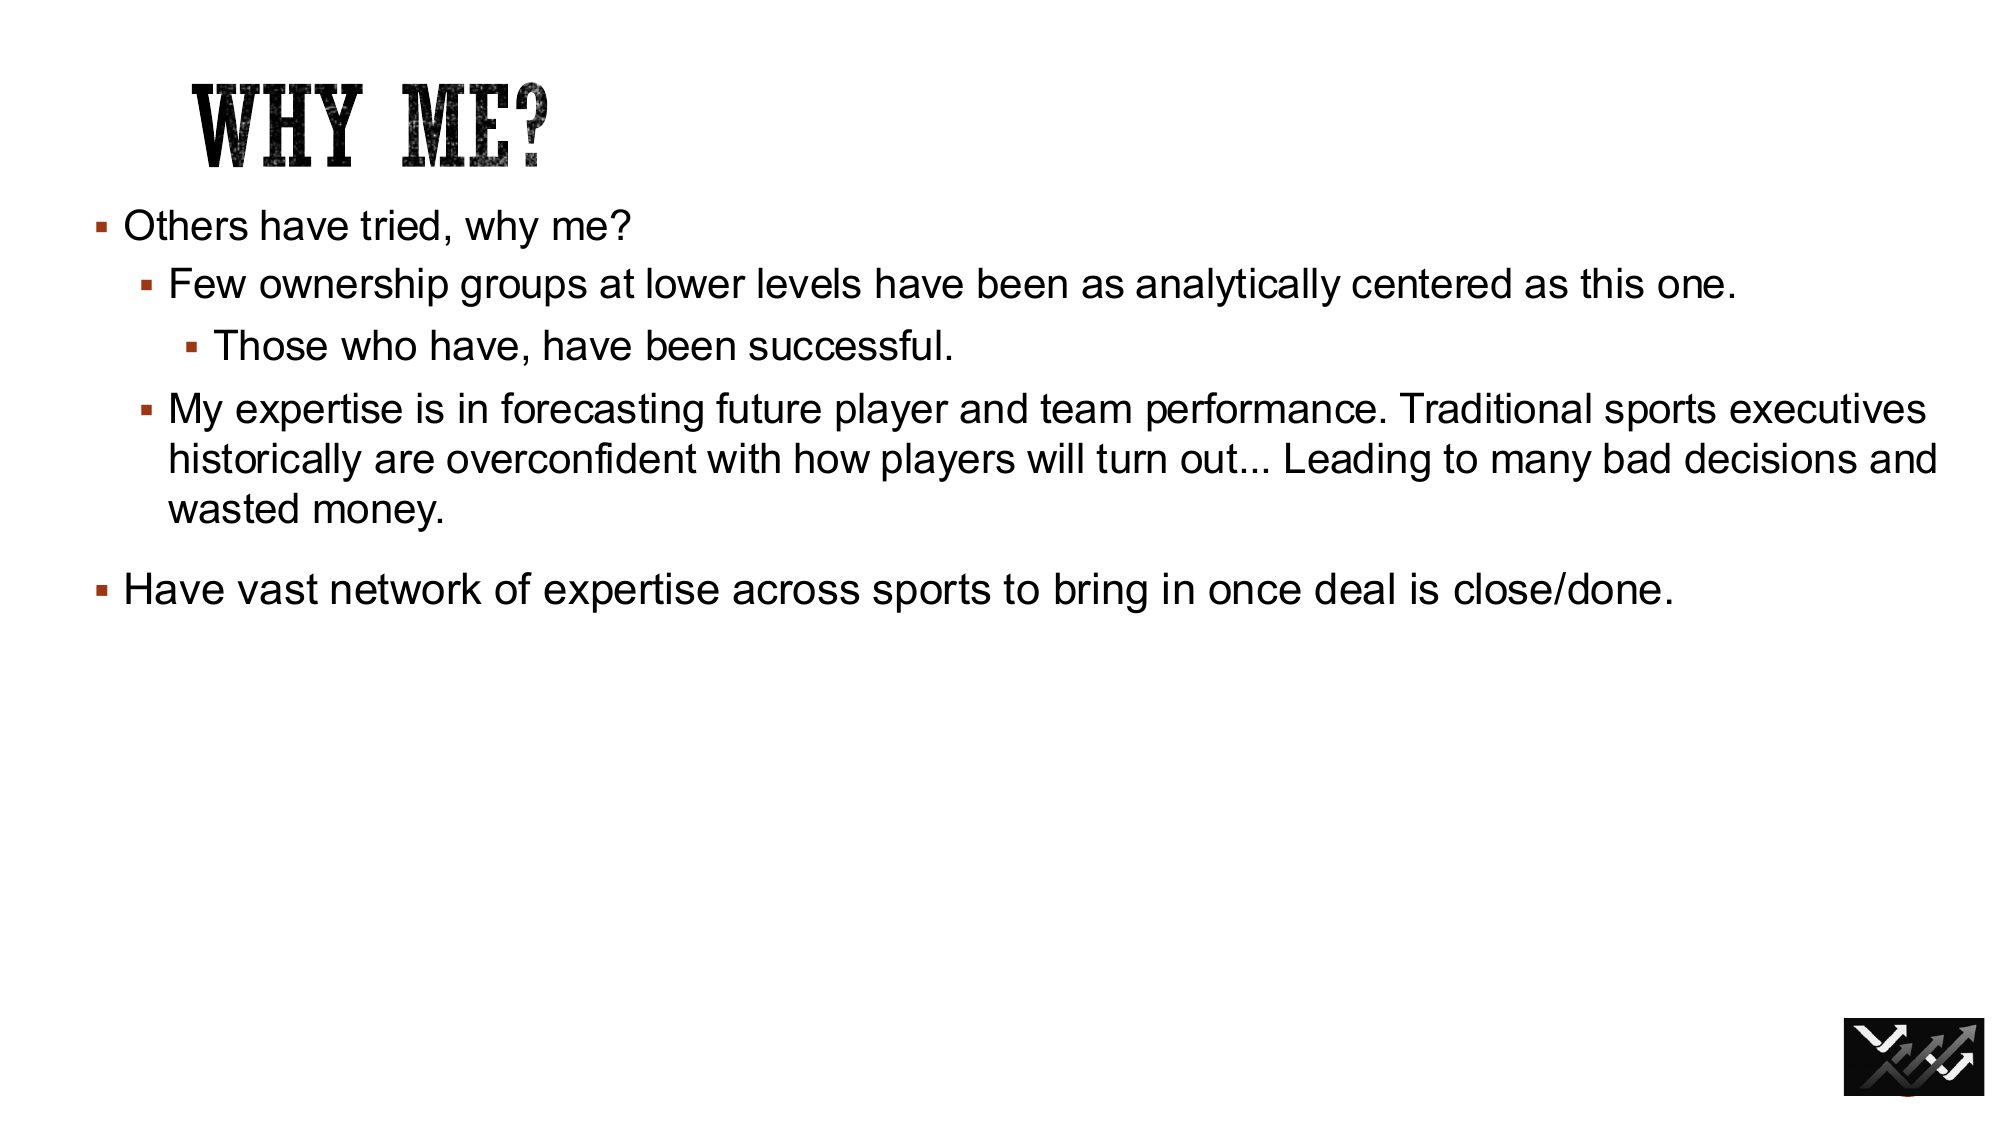 WHY ME?
▪ Others have tried, why me?
▪ Few ownership groups at lower levels have been as analytically centered as this one.
▪ Those who have, have been successful.
▪ My expertise is in forecasting future player and team performance. Traditional sports executives
historically are overconfident with how players will turn out... Leading to many bad decisions and
wasted money.
▪ Have vast network of expertise across sports to bring in once deal is close/done.